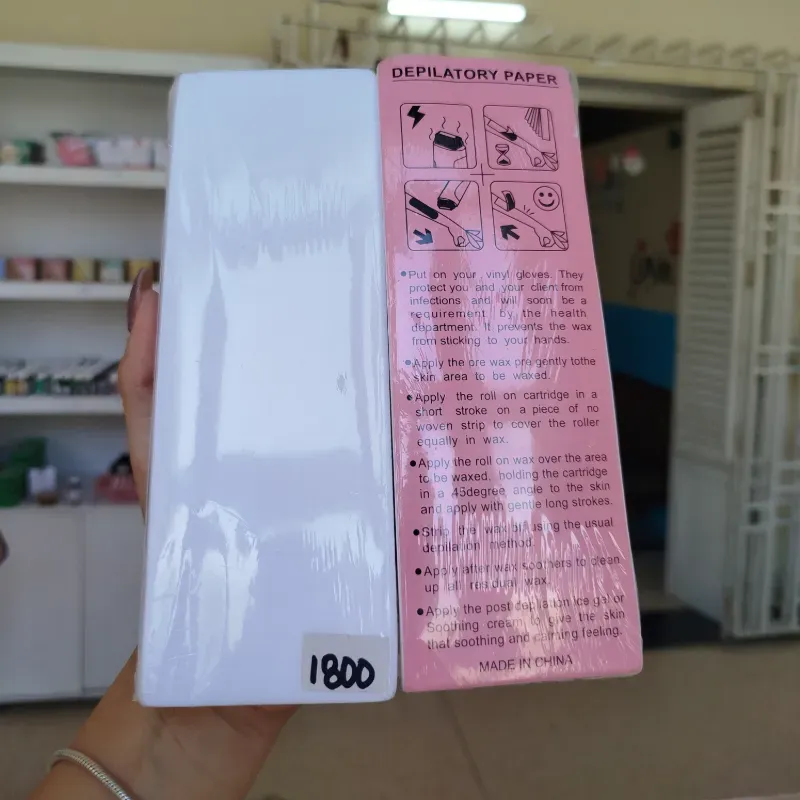 DEPILATORY PAPER
•Put on your vinyl gloves. They
protect you and your client from
infections and will soon be a
requirement by the health
department. It prevents the wax
from sticking to your hands.
•Apply the pre wax pre gently tothe
skin area to be waxed.
•Apply the roll on cartridge in a
short stroke on a piece of no
woven strip to cover the roller
equally in wax.
•Apply the roll on wax over the area
to be waxed. holding the cartridge
in a 45degree angle to the skin
and apply with gentle long strokes.
•Strip the wax by using the usual
depilation method.
•Apply after wax soothers to clean
up all residual wax.
•Apply the postdepilation Ice gel or
Soothing cream to give the skin
that soothing and calming feeling.
MADE IN CHINA
1800